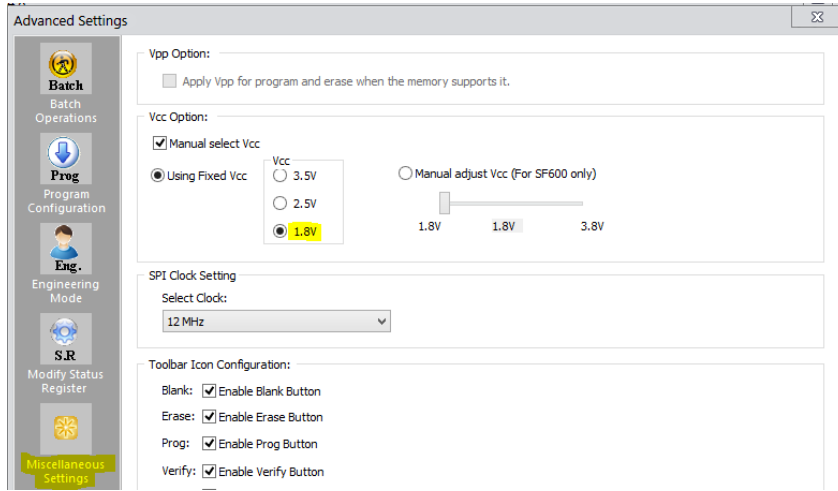 Advanced Settings
Batch
Batch
Operations
Prog
Program
Configuration
Eng.
Engineering
Mode
S.R
Modify Status
Register
Miscellaneous
Settings
Vpp Option:
Apply Vpp for program and erase when the memory supports it.
Vcc Option:
Manual select Vcc
Using Fixed Vcc
Vcc
3.5V
2.5V
1.8V
Manual adjust Vcc (For SF600 only)
1.8V 1.8V 3.8V
SPI Clock Setting
Select Clock:
12 MHz
Toolbar Icon Configuration:
Blank: Enable Blank Button
Erase: Enable Erase Button
Prog: Enable Prog Button
Verify: Enable Verify Button